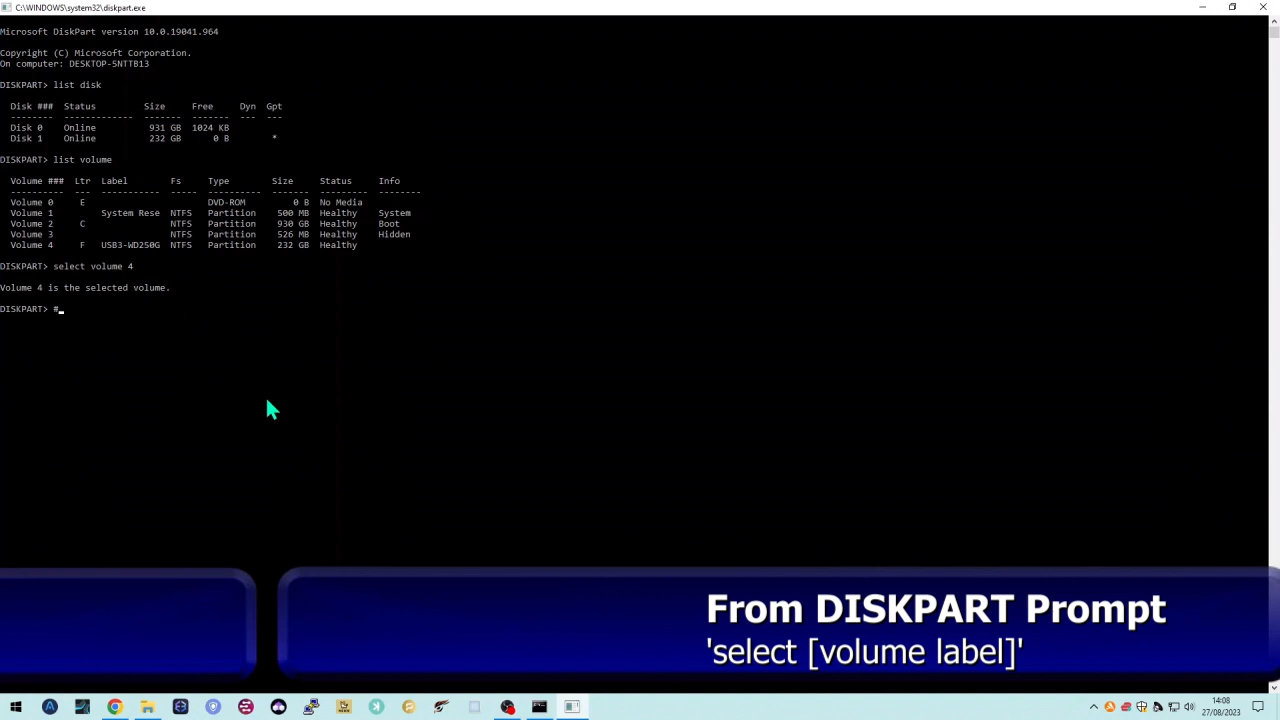 C:\WINDOWS\system32\diskpart.exe
Microsoft DiskPart version 10.0.19041.964
Copyright (C) Microsoft Corporation.
On computer: DESKTOP-5NTTB13
DISKPART> list disk
Disk ###  Status         Size     Free     Dyn  Gpt
--------  -------------  -------  -------  ---  ---
Disk 0    Online          931 GB  1024 KB
Disk 1    Online          232 GB      0 B        *
DISKPART> list volume
Volume ###  Ltr  Label        Fs     Type        Size     Status     Info
----------  ---  -----------  -----  ----------  -------  ---------  --------
Volume 0     E                       DVD-ROM         0 B  No Media
Volume 1         System Rese  NTFS   Partition    500 MB  Healthy    System
Volume 2     C                NTFS   Partition    930 GB  Healthy    Boot
Volume 3                      NTFS   Partition    526 MB  Healthy    Hidden
Volume 4     F   USB3-WD250G  NTFS   Partition    232 GB  Healthy
DISKPART> select volume 4
Volume 4 is the selected volume.
DISKPART> #_
From DISKPART Prompt
'select [volume label]'
14:08
27/08/2023